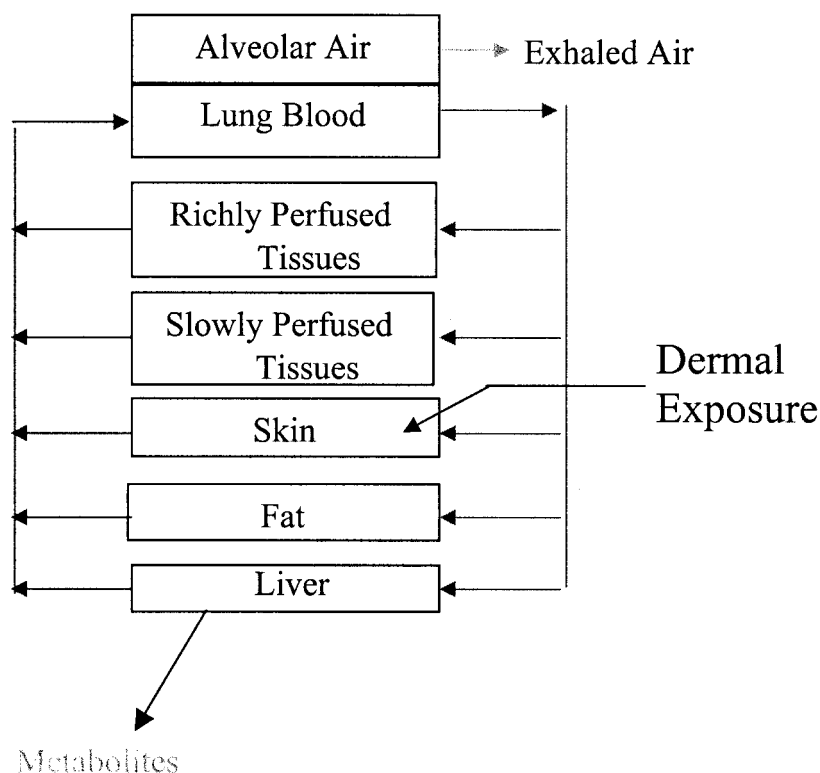 Alveolar Air
Exhaled Air
Lung Blood
Richly Perfused
Tissues
Slowly Perfused
Tissues
Dermal
Exposure
Skin
Fat
Liver
Metabolites